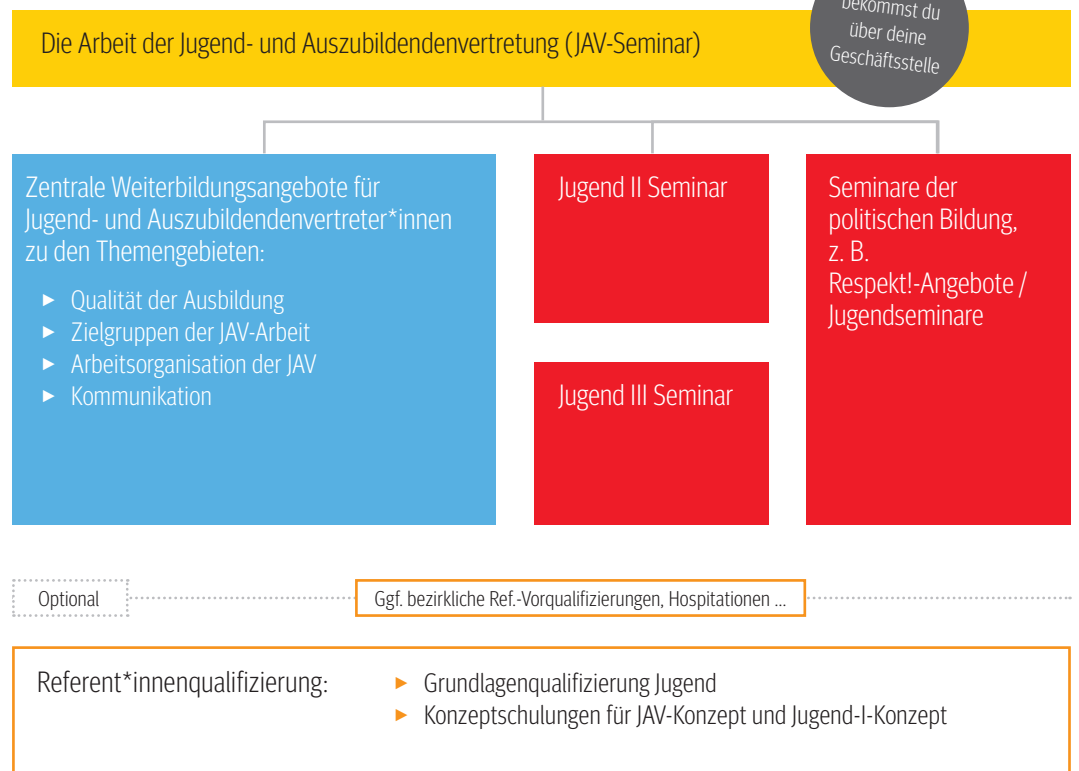 bekommst du
über deine
Geschäftsstelle
Die Arbeit der Jugend- und Auszubildendenvertretung (JAV-Seminar)
Zentrale Weiterbildungsangebote für
Jugend- und Auszubildendenvertreter*innen
zu den Themengebieten:
► Qualität der Ausbildung
► Zielgruppen der JAV-Arbeit
► Arbeitsorganisation der JAV
► Kommunikation
Jugend II Seminar
Jugend III Seminar
Seminare der
politischen Bildung,
z. B.
Respekt!-Angebote /
Jugendseminare
Optional
Ggf. bezirkliche Ref.-Vorqualifizierungen, Hospitationen ...
Referent*innenqualifizierung:
► Grundlagenqualifizierung Jugend
► Konzeptschulungen für JAV-Konzept und Jugend-I-Konzept